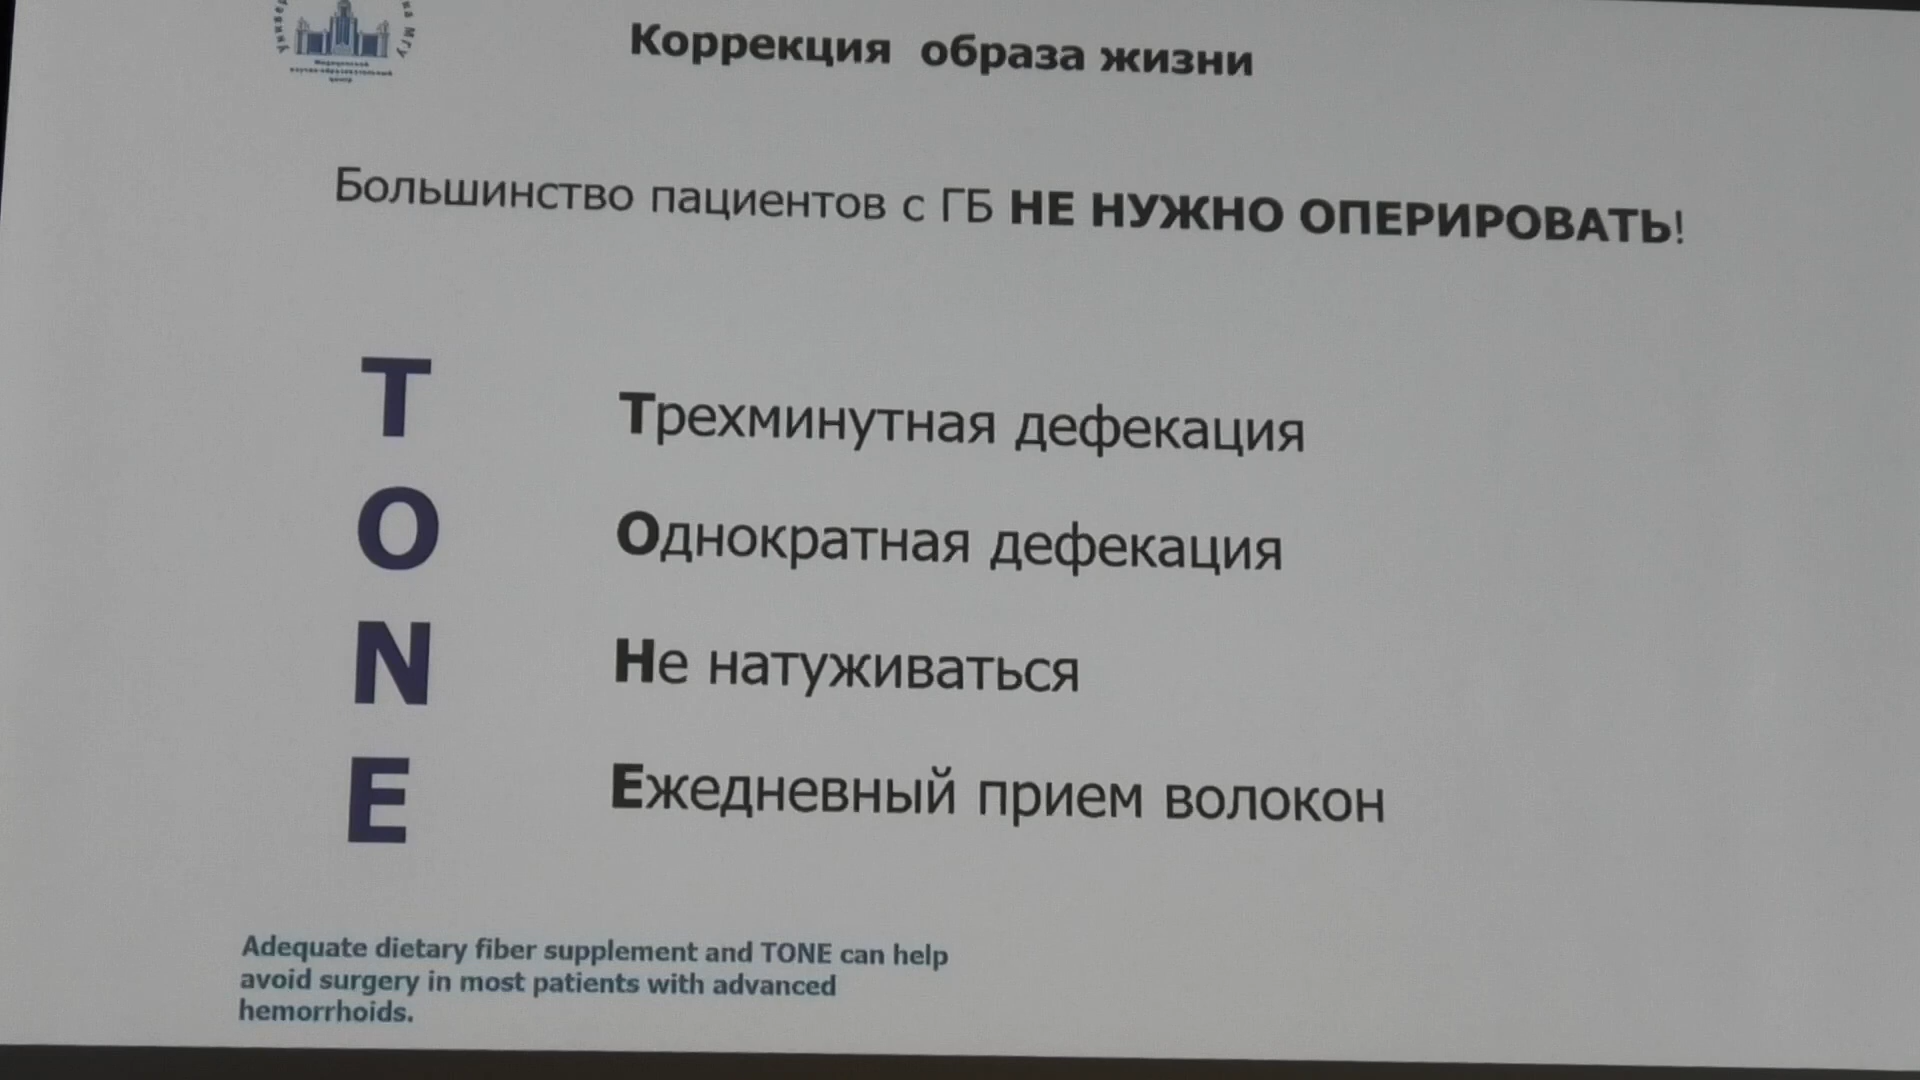 Коррекция образа жизни
Большинство пациентов с ГБ НЕ НУЖНО ОПЕРИРОВАТЬ!
T
Трехминутная дефекация
O
Однократная дефекация
N
Не натуживаться
E
Ежедневный прием волокон
Adequate dietary fiber supplement and TONE can help
avoid surgery in most patients with advanced
hemorrhoids.